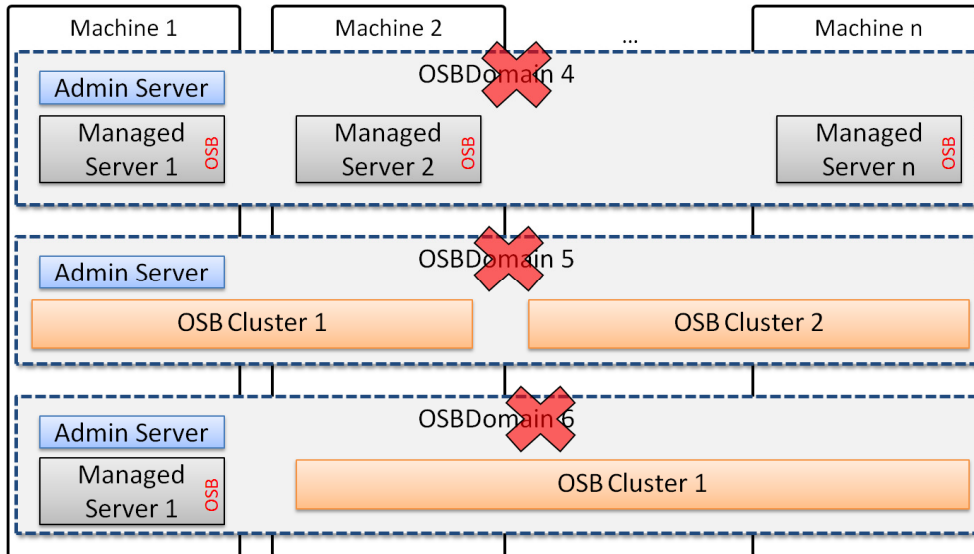 Machine 1
Machine 2
...
Machine n
OSBDomain 4
Admin Server
Managed
Server 1
OSB
Managed
Server 2
OSB
Managed
Server n
OSB
OSBDomain 5
Admin Server
OSB Cluster 1
OSB Cluster 2
OSBDomain 6
Admin Server
Managed
Server 1
OSB
OSB Cluster 1